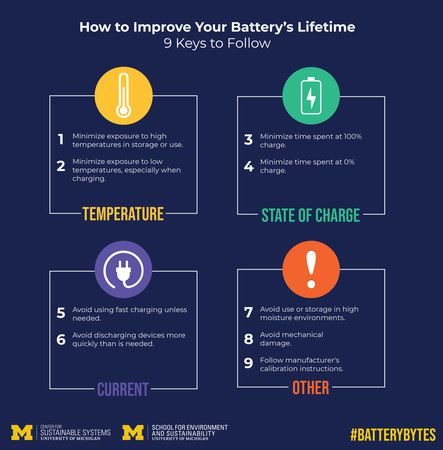 How to Improve Your Battery's Lifetime
9 Keys to Follow
1 Minimize exposure to high
temperatures in storage or use.
2 Minimize exposure to low
temperatures, especially when
charging.
TEMPERATURE
3 Minimize time spent at 100%
charge.
4 Minimize time spent at 0%
charge.
STATE OF CHARGE
5 Avoid using fast charging unless
needed.
6 Avoid discharging devices more
quickly than is needed.
CURRENT
7 Avoid use or storage in high
moisture environments.
8 Avoid mechanical
damage.
9 Follow manufacturer's
calibration instructions.
OTHER
M CENTER FOR
SUSTAINABLE SYSTEMS
UNIVERSITY OF MICHIGAN
M SCHOOL FOR ENVIRONMENT
AND SUSTAINABILITY
UNIVERSITY OF MICHIGAN
#BATTERYBYTES